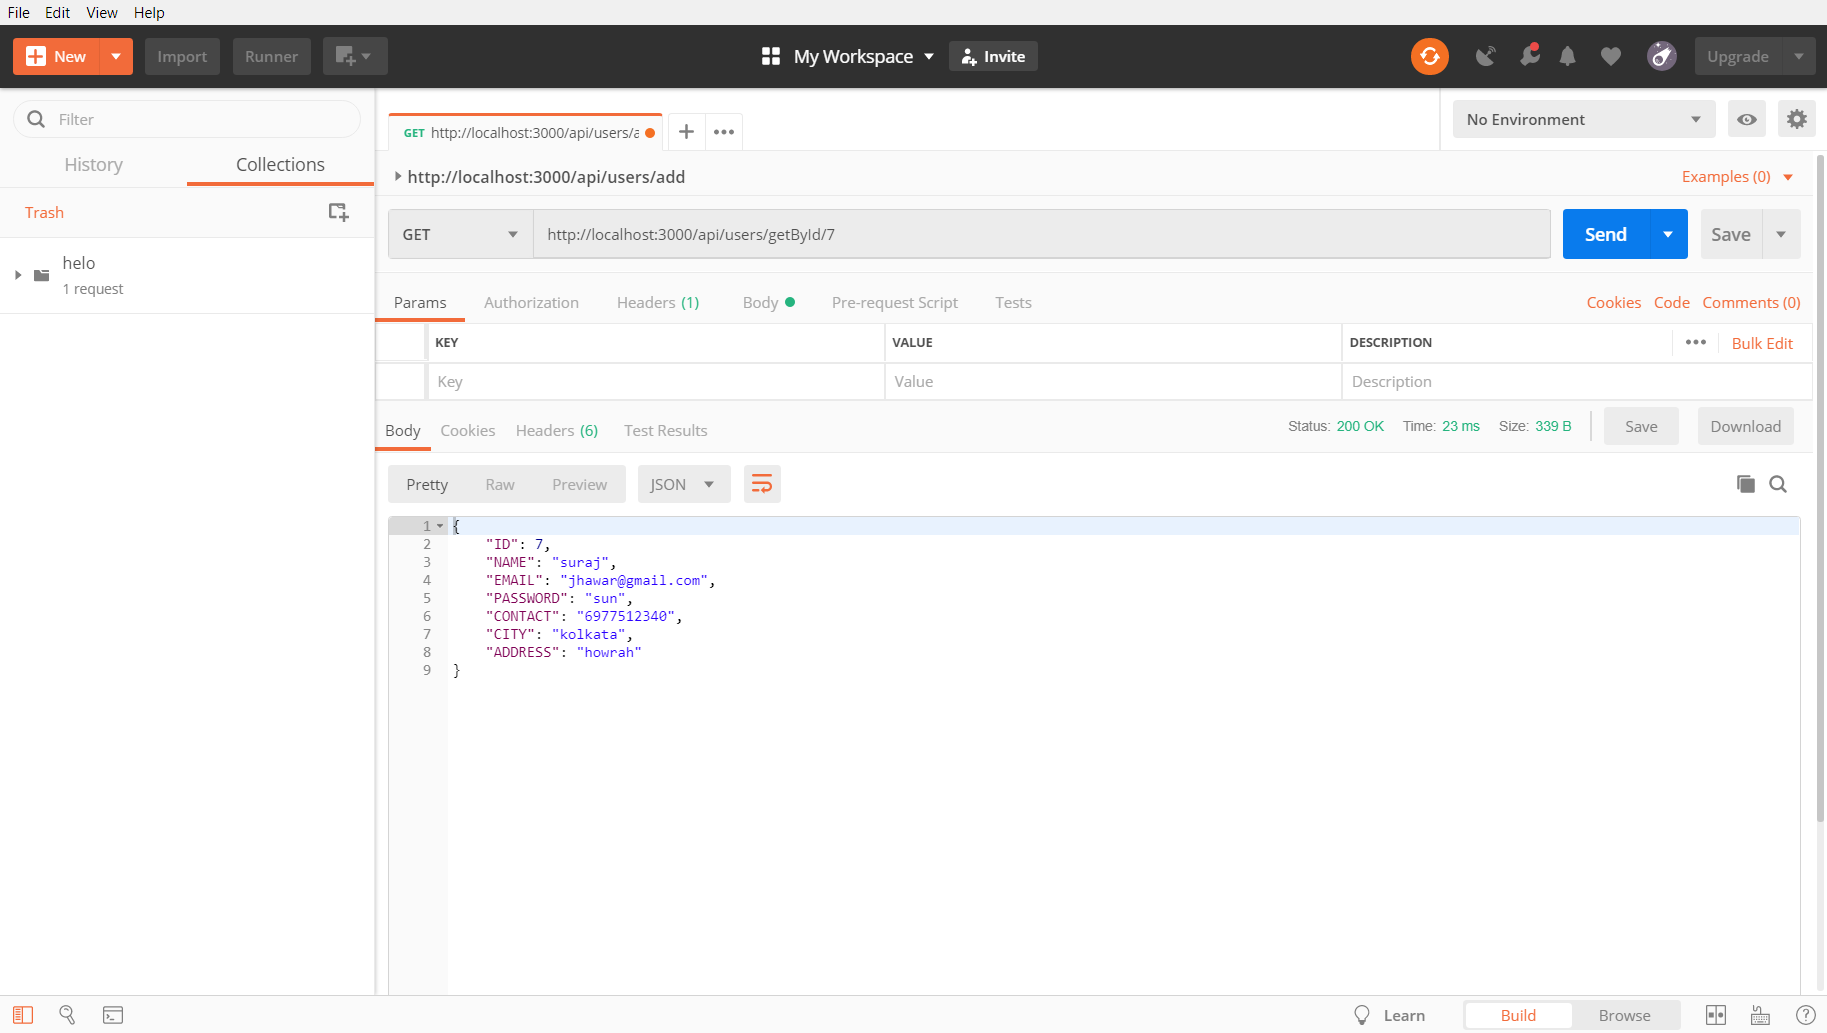 File Edit View Help
New Import Runner My Workspace Invite Upgrade
Filter
History Collections
Trash
helo
1 request
GET http://localhost:3000/api/users/a
No Environment
http://localhost:3000/api/users/add
Examples (0)
GET http://localhost:3000/api/users/getById/7 Send Save
Params Authorization Headers (1) Body Pre-request Script Tests Cookies Code Comments (0)
KEY VALUE DESCRIPTION Bulk Edit
Key Value Description
Body Cookies Headers (6) Test Results Status: 200 OK Time: 23 ms Size: 339 B Save Download
Pretty Raw Preview JSON
1 {
2 "ID": 7,
3 "NAME": "suraj",
4 "EMAIL": "jhawar@gmail.com",
5 "PASSWORD": "sun",
6 "CONTACT": "6977512340",
7 "CITY": "kolkata",
8 "ADDRESS": "howrah"
9 }
Learn Build Browse